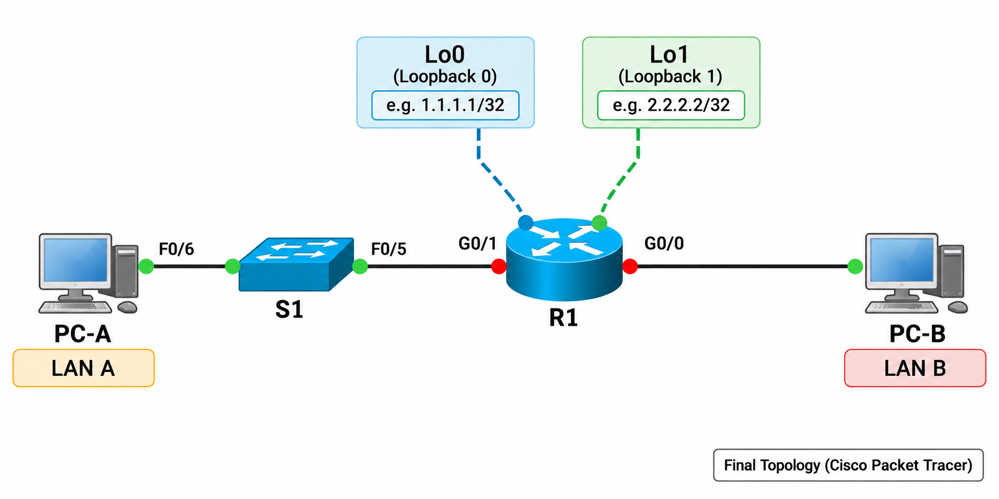 Lo0
(Loopback 0)
e.g. 1.1.1.1/32
Lo1
(Loopback 1)
e.g. 2.2.2.2/32
F0/6
F0/5
G0/1
G0/0
S1
R1
PC-A
LAN A
PC-B
LAN B
Final Topology (Cisco Packet Tracer)